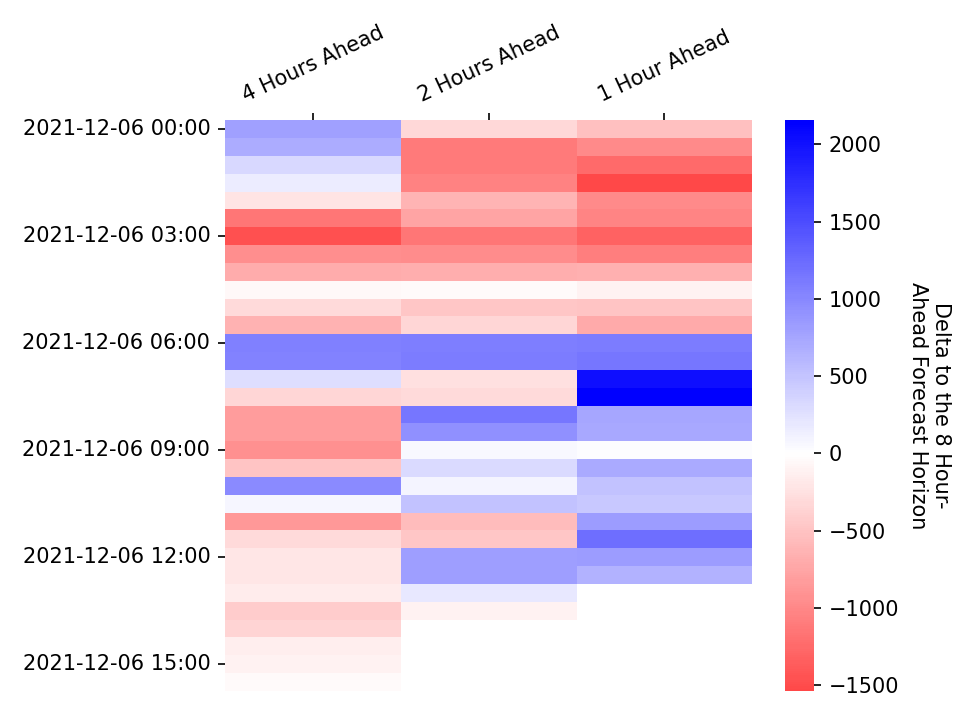 4 Hours Ahead
2 Hours Ahead
1 Hour Ahead
2021-12-06 00:00
2021-12-06 03:00
2021-12-06 06:00
2021-12-06 09:00
2021-12-06 12:00
2021-12-06 15:00
2000
1500
1000
500
0
−500
−1000
−1500
Delta to the 8 Hour-
Ahead Forecast Horizon